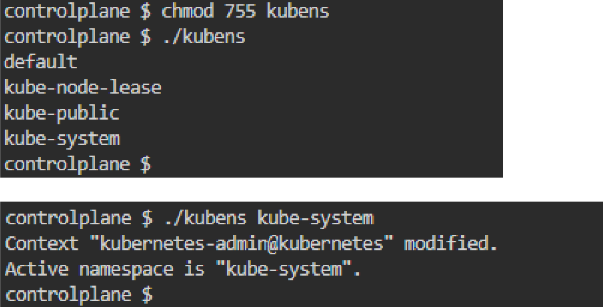 controlplane $ chmod 755 kubens
controlplane $ ./kubens
default
kube-node-lease
kube-public
kube-system
controlplane $
controlplane $ ./kubens kube-system
Context "kubernetes-admin@kubernetes" modified.
Active namespace is "kube-system".
controlplane $